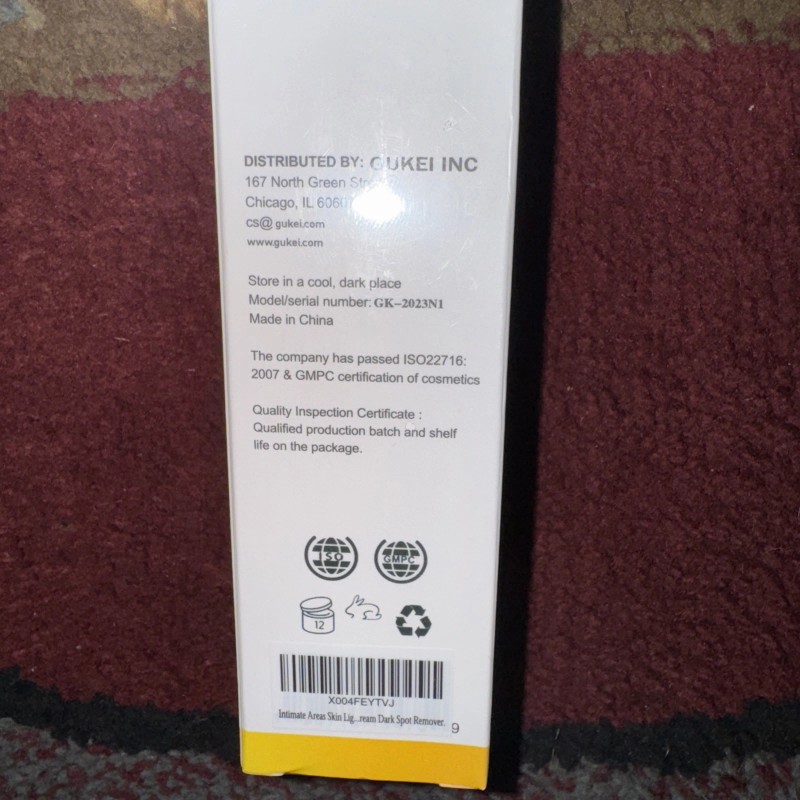 DISTRIBUTED BY: GUKEI INC
167 North Green Street
Chicago, IL 60607
cs@gukei.com
www.gukei.com
Store in a cool, dark place
Model/serial number: GK-2023N1
Made in China
The company has passed ISO22716:
2007 & GMPC certification of cosmetics
Quality Inspection Certificate :
Qualified production batch and shelf
life on the package.
ISO GMPC
12
X004FEYTVJ
Intimate Areas Skin Lig...ream Dark Spot Remover. 9